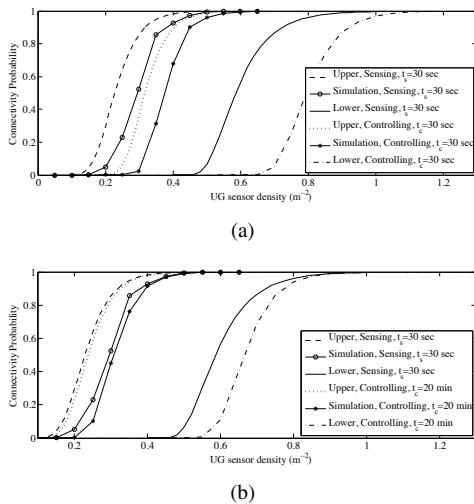 1
0.8
0.6
0.4
0.2
0
Connectivity Probability
Upper, Sensing, t_s=30 sec
Simulation, Sensing, t_s=30 sec
Lower, Sensing, t_s=30 sec
Upper, Controlling, t_c=30 sec
Simulation, Controlling, t_c=30 sec
Lower, Controlling, t_c=30 sec
0 0.2 0.4 0.6 0.8 1 1.2
UG sensor density (m⁻²)
(a)
1
0.8
0.6
0.4
0.2
0
Connectivity Probability
Upper, Sensing, t_s=30 sec
Simulation, Sensing, t_s=30 sec
Lower, Sensing, t_s=30 sec
Upper, Controlling, t_c=20 min
Simulation, Controlling, t_c=20 min
Lower, Controlling, t_c=20 min
0.2 0.4 0.6 0.8 1 1.2
UG sensor density (m⁻²)
(b)